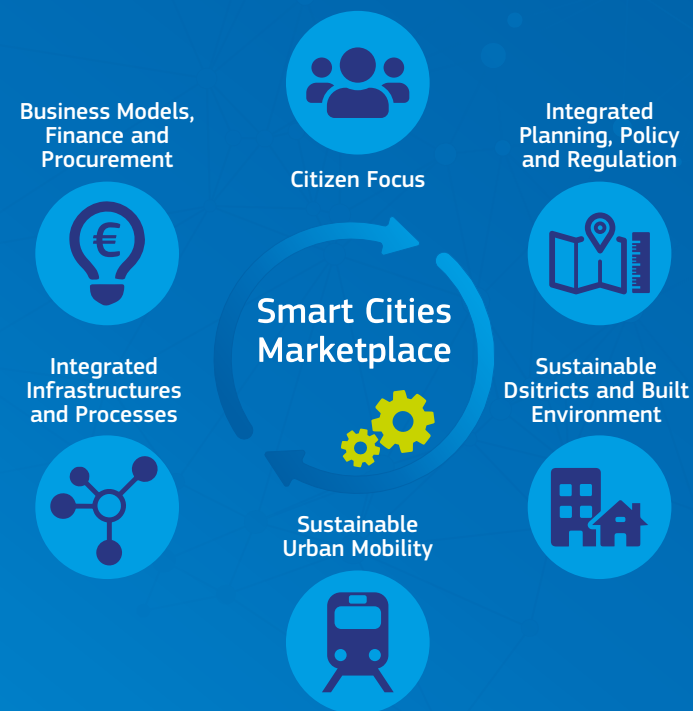 Citizen Focus
Business Models,
Finance and
Procurement
€
Integrated
Planning, Policy
and Regulation
Smart Cities
Marketplace
Integrated
Infrastructures
and Processes
Sustainable
Dsitricts and Built
Environment
Sustainable
Urban Mobility